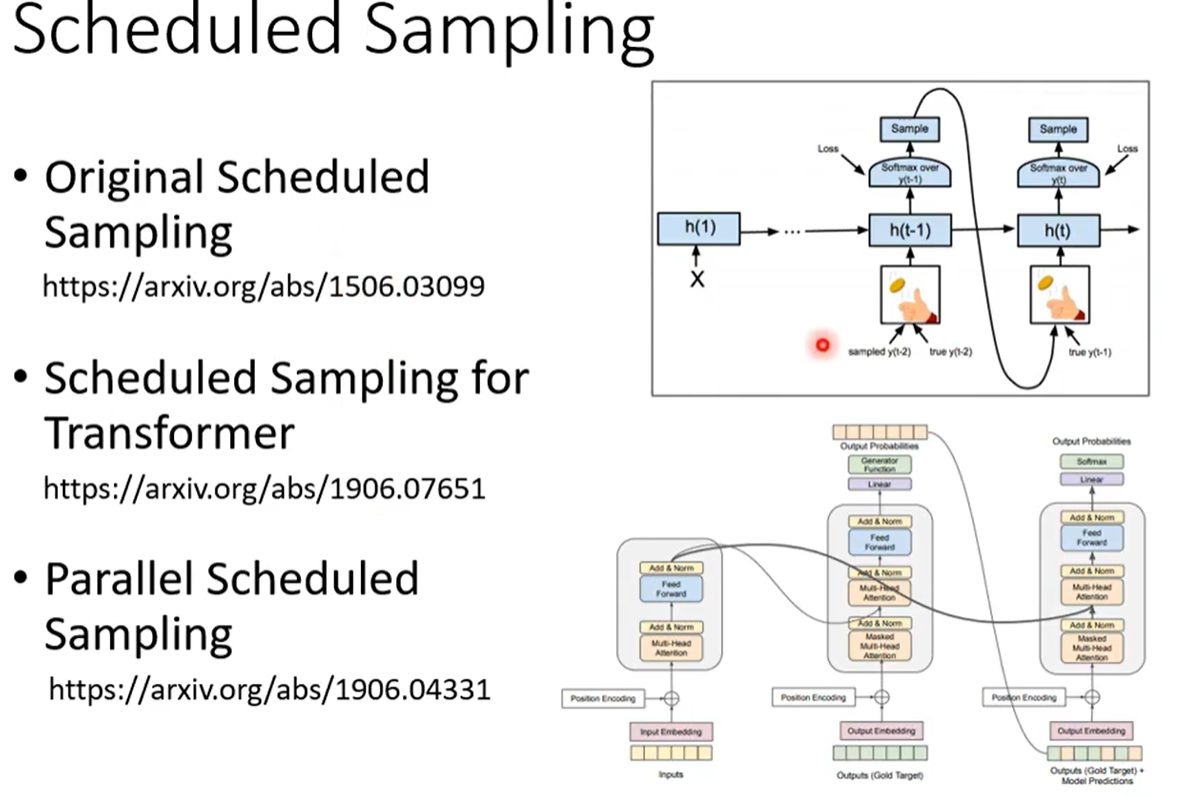 Scheduled Sampling
• Original Scheduled
Sampling
https://arxiv.org/abs/1506.03099
• Scheduled Sampling for
Transformer
https://arxiv.org/abs/1906.07651
• Parallel Scheduled
Sampling
https://arxiv.org/abs/1906.04331
Sample
Sample
Loss
Loss
Softmax over
y(t-1)
Softmax over
y(t)
h(1)
...
h(t-1)
h(t)
X
sampled y(t-2)
true y(t-2)
true y(t-1)
Add & Norm
Feed
Forward
Add & Norm
Multi-Head
Attention
Position Encoding
Input Embedding
Inputs
Output Probabilities
Generator
Function
Linear
Add & Norm
Feed
Forward
Add & Norm
Multi-Head
Attention
Add & Norm
Masked
Multi-Head
Attention
Position Encoding
Output Embedding
Outputs (Gold Target)
Output Probabilities
Softmax
Linear
Add & Norm
Feed
Forward
Add & Norm
Multi-Head
Attention
Add & Norm
Masked
Multi-Head
Attention
Position Encoding
Output Embedding
Outputs (Gold Target) +
Model Predictions